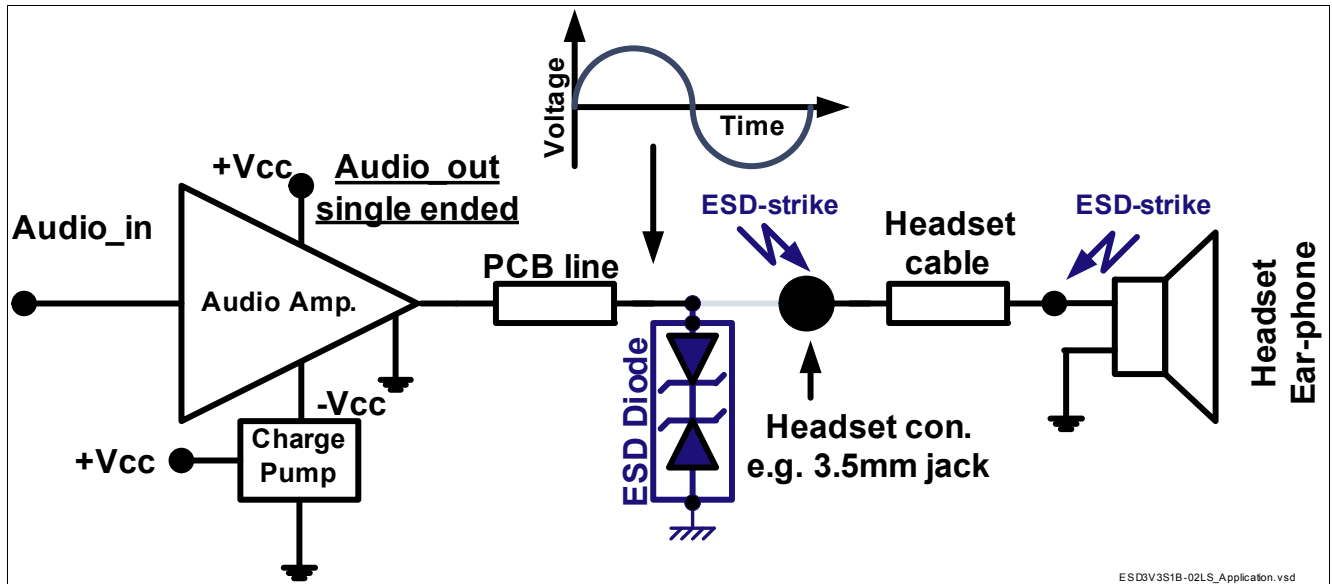 Voltage
Time
+Vcc
Audio_out
single ended
Audio_in
Audio Amp.
-Vcc
+Vcc
Charge
Pump
PCB line
ESD Diode
ESD-strike
Headset
cable
ESD-strike
Headset con.
e.g. 3.5mm jack
Headset
Ear-phone
ESD3V3S1B-02LS_Application.vsd